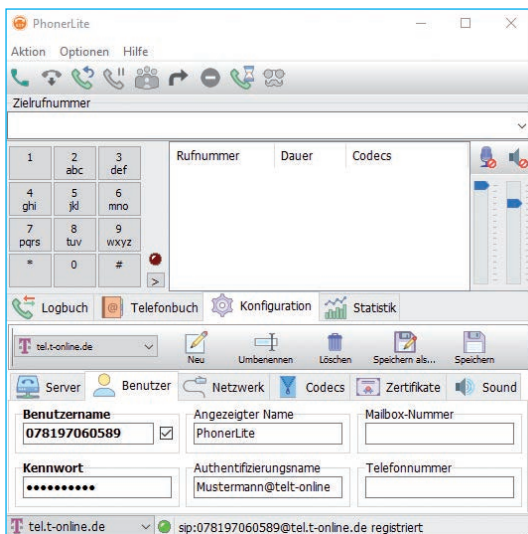 PhonerLite
Aktion Optionen Hilfe
Zielrufnummer
1 2 abc 3 def
4 ghi 5 jkl 6 mno
7 pqrs 8 tuv 9 wxyz
* 0 #
>
Rufnummer Dauer Codecs
Logbuch Telefonbuch Konfiguration Statistik
tel.t-online.de Neu Umbenennen Löschen Speichern als... Speichern
Server Benutzer Netzwerk Codecs Zertifikate Sound
Benutzername Angezeigter Name Mailbox-Nummer
078197060589 PhonerLite
Kennwort Authentifizierungsname Telefonnummer
•••••••••• Mustermann@telt-online
tel.t-online.de sip:078197060589@tel.t-online.de registriert